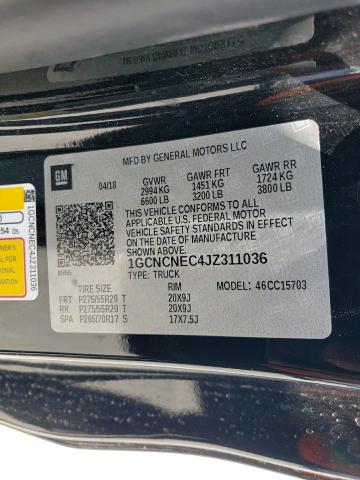 GM
MFD BY GENERAL MOTORS LLC
04/18
GVWR GAWR FRT GAWR RR
2994 KG 1451 KG 1724 KG
6600 LB 3200 LB 3800 LB
THIS VEHICLE CONFORMS TO ALL
APPLICABLE U.S. FEDERAL MOTOR
VEHICLE SAFETY STANDARDS IN EFFECT
ON THE DATE OF MANUFACTURE
SHOWN ABOVE.
1GCNCNEC4JZ311036
TYPE: TRUCK
MODEL: 46CC15703
TIRE SIZE RIM
FRT P275/55R20 T 20X9J
RR P275/55R20 T 20X9J
SPA P265/70R17 S 17X7.5J
54 lbs
1GCNCNEC4JZ311036